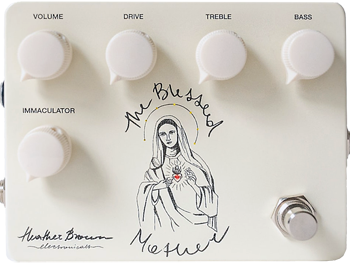 VOLUME DRIVE TREBLE BASS
IMMACULATOR
The Blessed
Mother
Heather Brown
electronicals